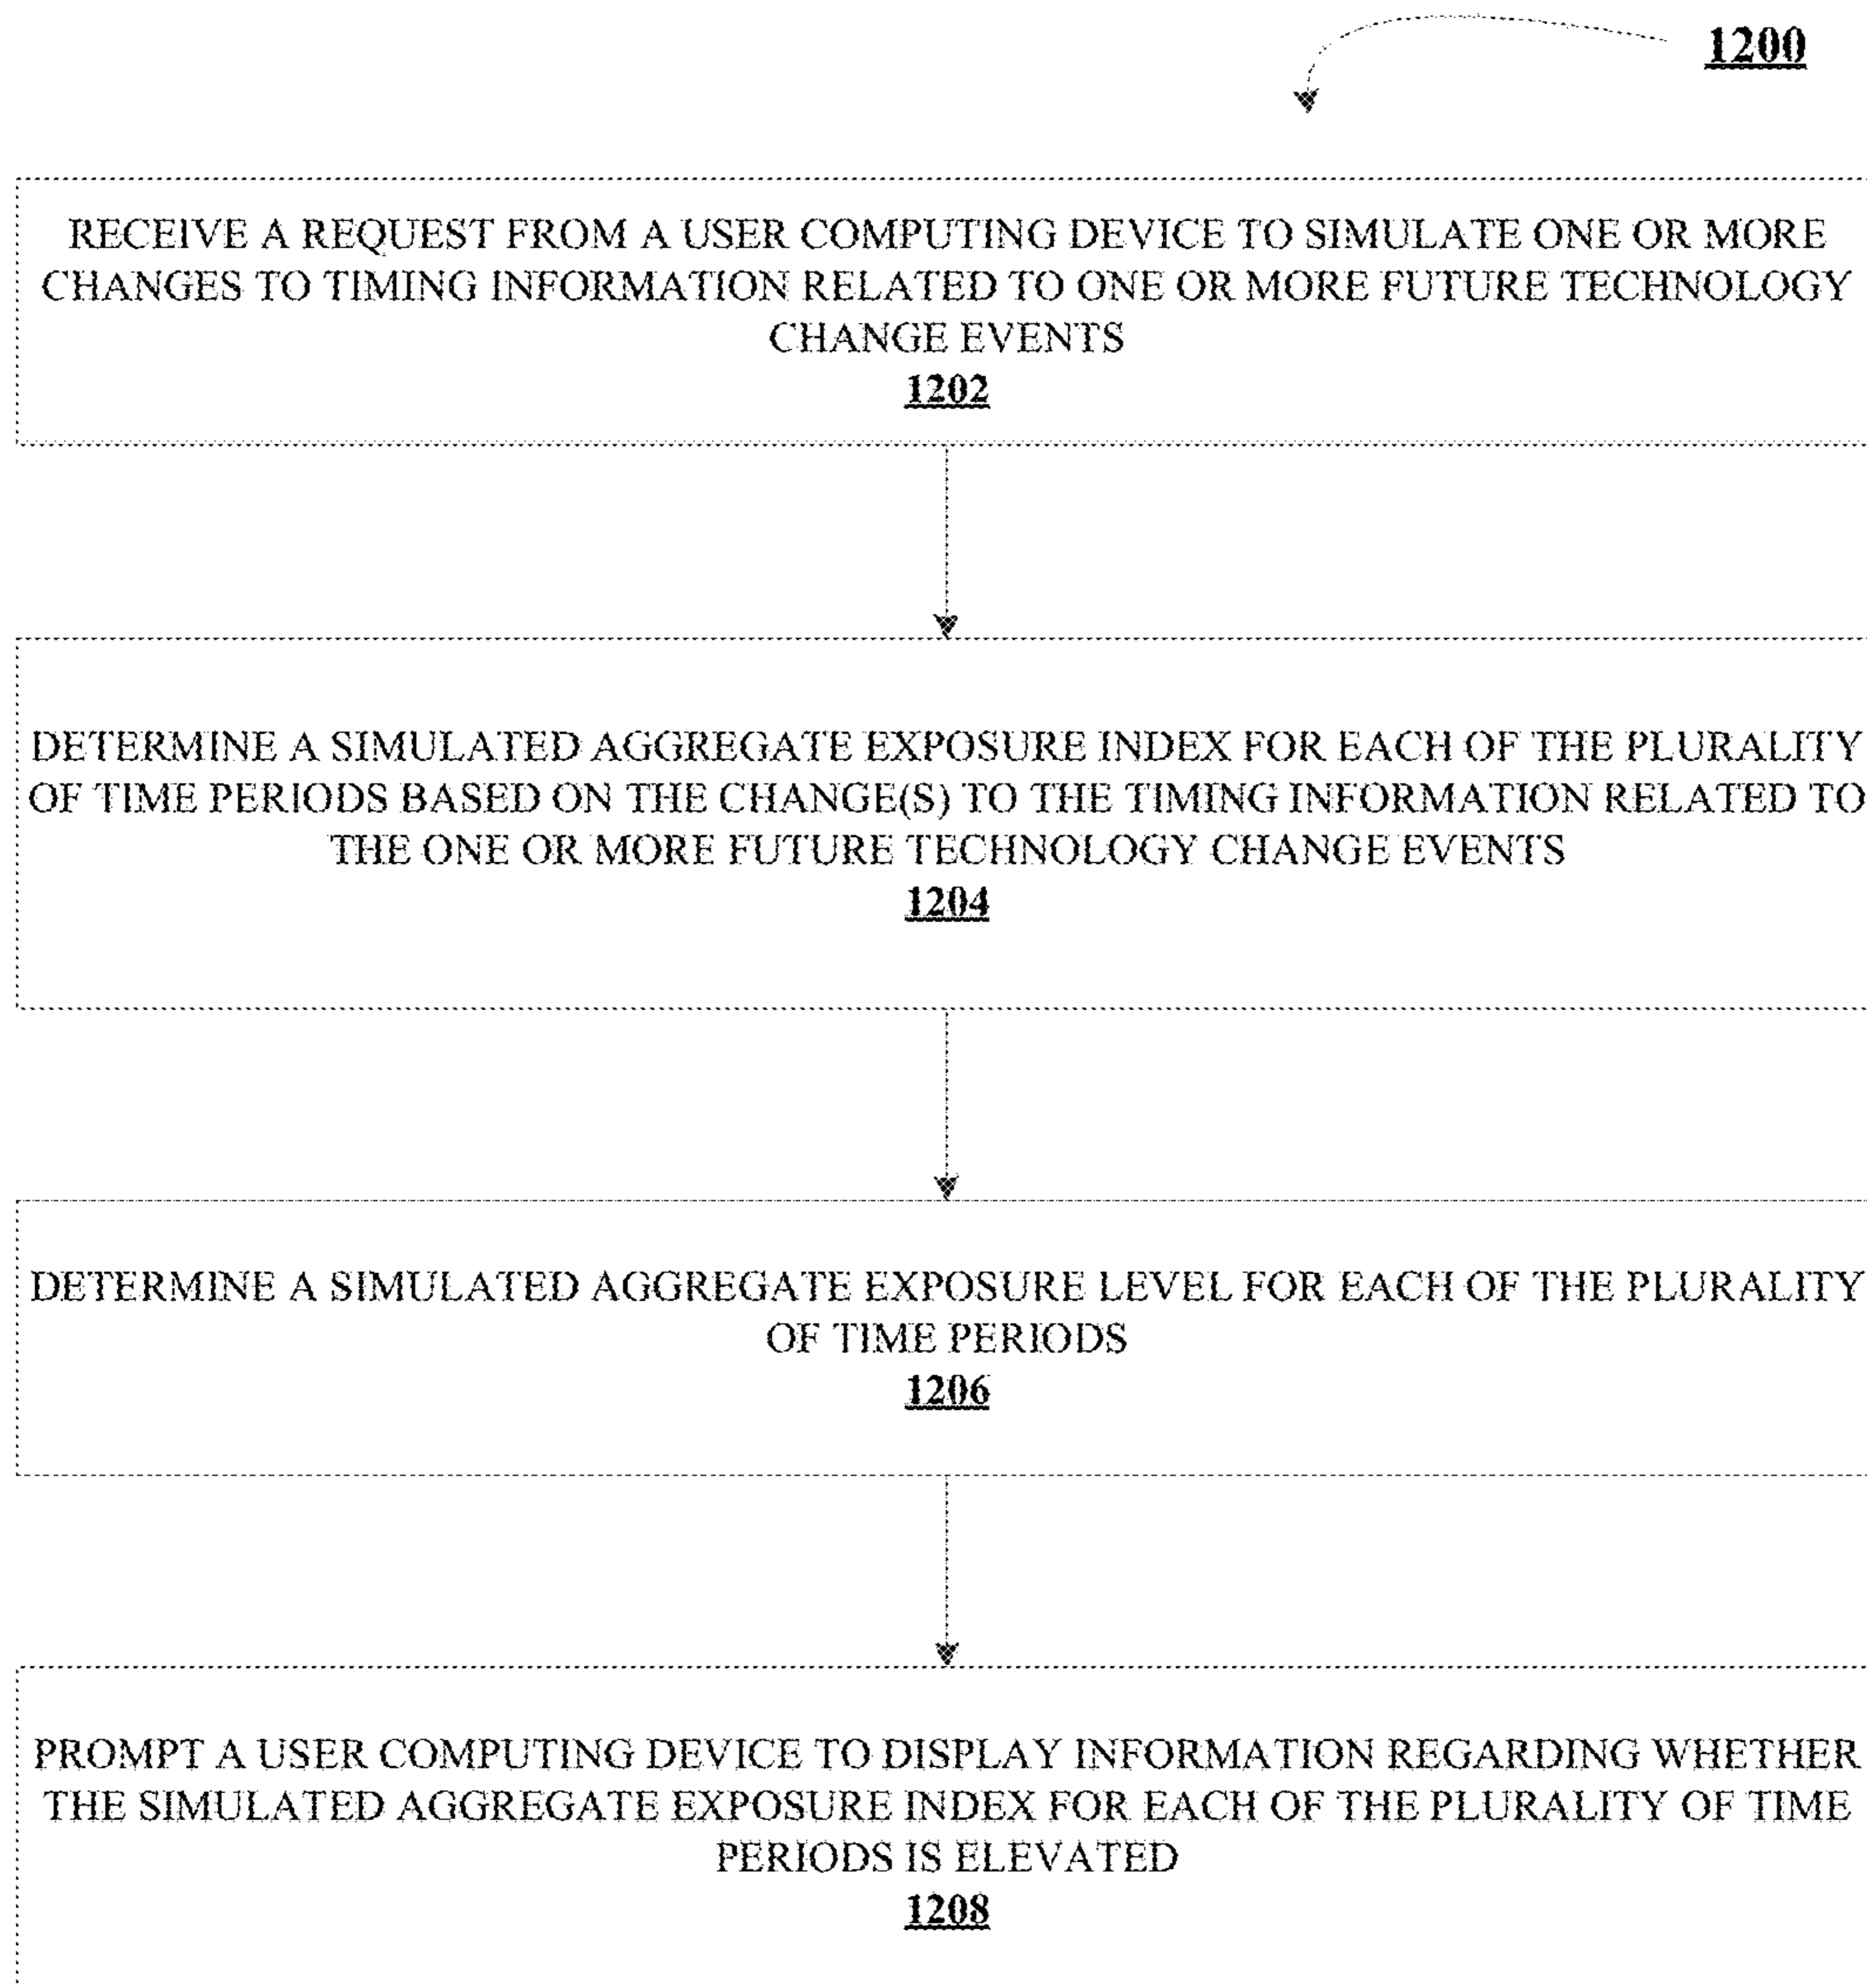 1200
RECEIVE A REQUEST FROM A USER COMPUTING DEVICE TO SIMULATE ONE OR MORE
CHANGES TO TIMING INFORMATION RELATED TO ONE OR MORE FUTURE TECHNOLOGY
CHANGE EVENTS
1202
DETERMINE A SIMULATED AGGREGATE EXPOSURE INDEX FOR EACH OF THE PLURALITY
OF TIME PERIODS BASED ON THE CHANGE(S) TO THE TIMING INFORMATION RELATED TO
THE ONE OR MORE FUTURE TECHNOLOGY CHANGE EVENTS
1204
DETERMINE A SIMULATED AGGREGATE EXPOSURE LEVEL FOR EACH OF THE PLURALITY
OF TIME PERIODS
1206
PROMPT A USER COMPUTING DEVICE TO DISPLAY INFORMATION REGARDING WHETHER
THE SIMULATED AGGREGATE EXPOSURE INDEX FOR EACH OF THE PLURALITY OF TIME
PERIODS IS ELEVATED
1208